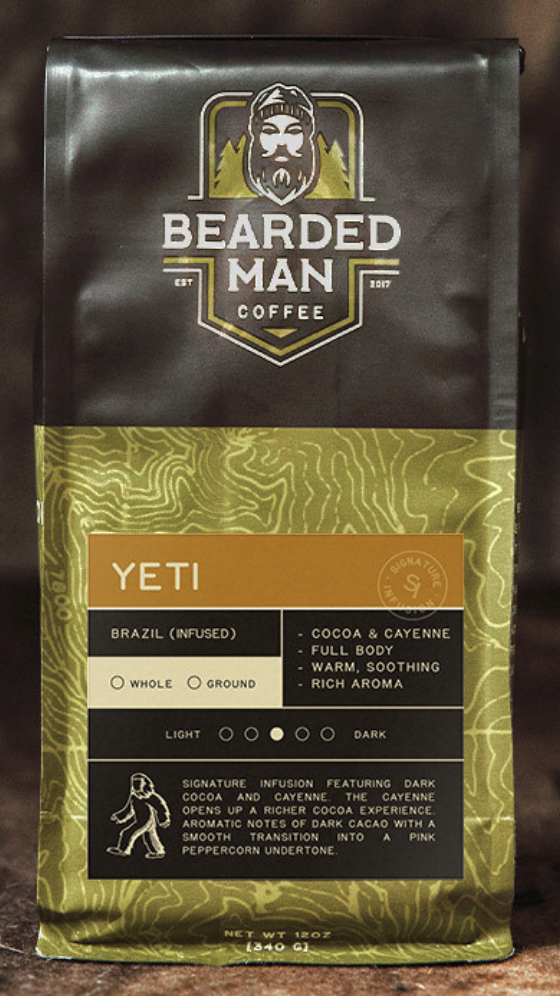 BEARDED
MAN
EST
2017
COFFEE
7600
YETI
SIGNATURE
INFUSION
BRAZIL (INFUSED)
- COCOA & CAYENNE
- FULL BODY
- WARM, SOOTHING
- RICH AROMA
WHOLE GROUND
LIGHT DARK
SIGNATURE INFUSION FEATURING DARK
COCOA AND CAYENNE. THE CAYENNE
OPENS UP A RICHER COCOA EXPERIENCE.
AROMATIC NOTES OF DARK CACAO WITH A
SMOOTH TRANSITION INTO A PINK
PEPPERCORN UNDERTONE.
NET WT 12OZ
[340 G]